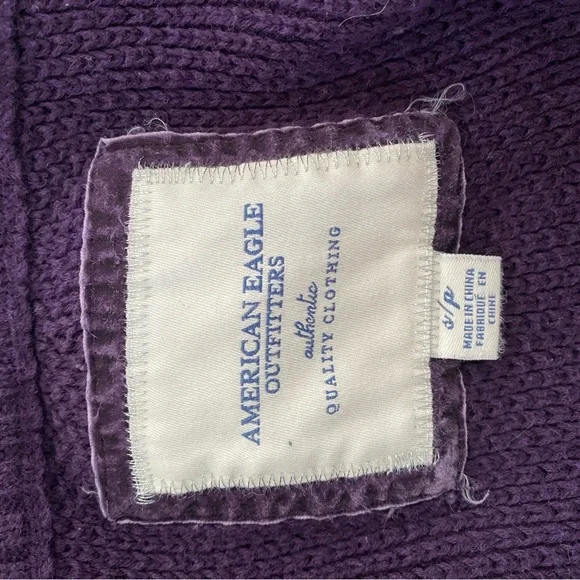 AMERICAN EAGLE
OUTFITTERS
authentic
QUALITY CLOTHING
s/p
MADE IN CHINA
FABRIQUÉ EN
CHINE